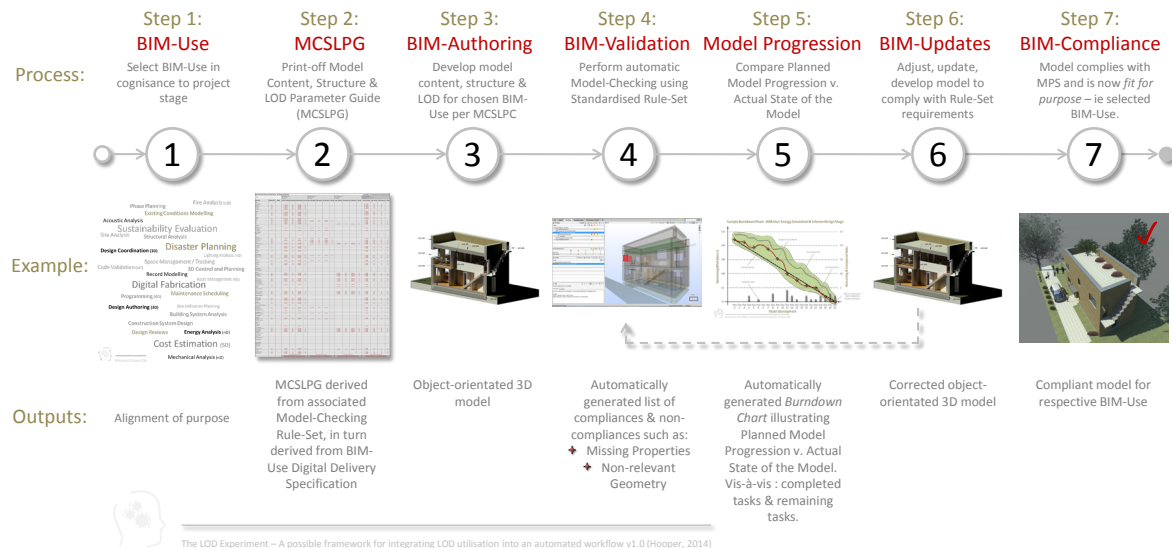 Step 1:
BIM-Use
Step 2:
MCSLPG
Step 3:
BIM-Authoring
Step 4:
BIM-Validation
Step 5:
Model Progression
Step 6:
BIM-Updates
Step 7:
BIM-Compliance
Process:
Select BIM-Use in
cognisance to project
stage
Print-off Model
Content, Structure &
LOD Parameter Guide
(MCSLPG)
Develop model
content, structure &
LOD for chosen BIM-
Use per MCSLPC
Perform automatic
Model-Checking using
Standardised Rule-Set
Compare Planned
Model Progression v.
Actual State of the
Model
Adjust, update,
develop model to
comply with Rule-Set
requirements
Model complies with
MPS and is now fit for
purpose – ie selected
BIM-Use.
1
2
3
4
5
6
7
Example:
Phase Planning
Existing Conditions Modelling
Acoustic Analysis
Sustainability Evaluation
Site Analysis
Structural Analysis
Disaster Planning
Design Coordination (3D)
Space Management / Tracking
3D Control and Planning
Record Modelling
Digital Fabrication
Maintenance Scheduling
Programming
Design Authoring (3D)
Building System Analysis
Construction System Design
Design Reviews
Energy Analysis
Cost Estimation (5D)
Mechanical Analysis
Outputs:
Alignment of purpose
MCSLPG derived
from associated
Model-Checking
Rule-Set, in turn
derived from BIM-
Use Digital Delivery
Specification
Object-orientated 3D
model
Automatically
generated list of
compliances & non-
compliances such as:
Missing Properties
Non-relevant
Geometry
Automatically
generated Burndown
Chart illustrating
Planned Model
Progression v. Actual
State of the Model.
Vis-à-vis : completed
tasks & remaining
tasks.
Corrected object-
orientated 3D model
Compliant model for
respective BIM-Use
The LOD Experiment – A possible framework for integrating LOD utilisation into an automated workflow v1.0 (Hooper, 2014)